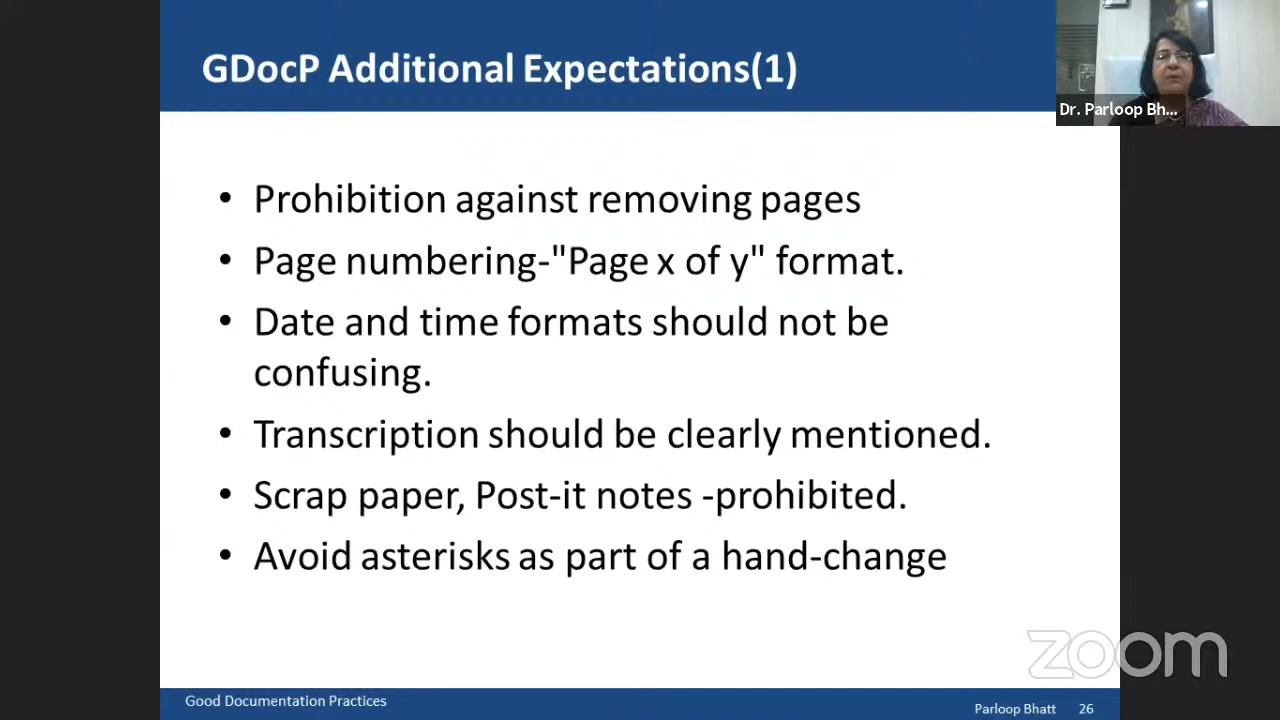 GDocP Additional Expectations(1)
Dr. Parloop Bh...
• Prohibition against removing pages
• Page numbering-"Page x of y" format.
• Date and time formats should not be
confusing.
• Transcription should be clearly mentioned.
• Scrap paper, Post-it notes -prohibited.
• Avoid asterisks as part of a hand-change
zoom
Good Documentation Practices
Parloop Bhatt 26